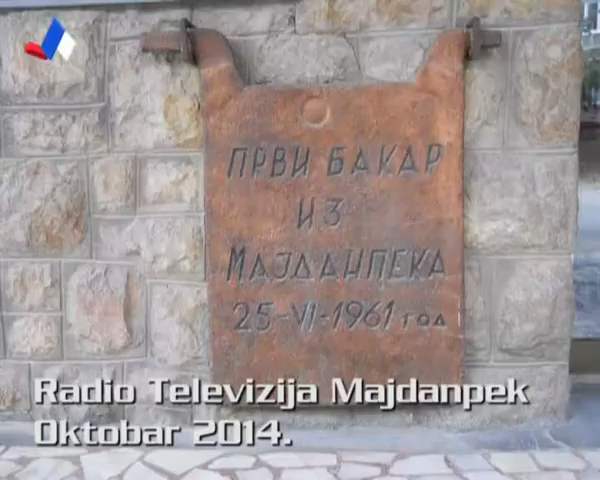 ПРВИ БАКАР
ИЗ
МАЈДАНПЕКА
25-VI-1961 год
Radio Televizija Majdanpek
Oktobar 2014.